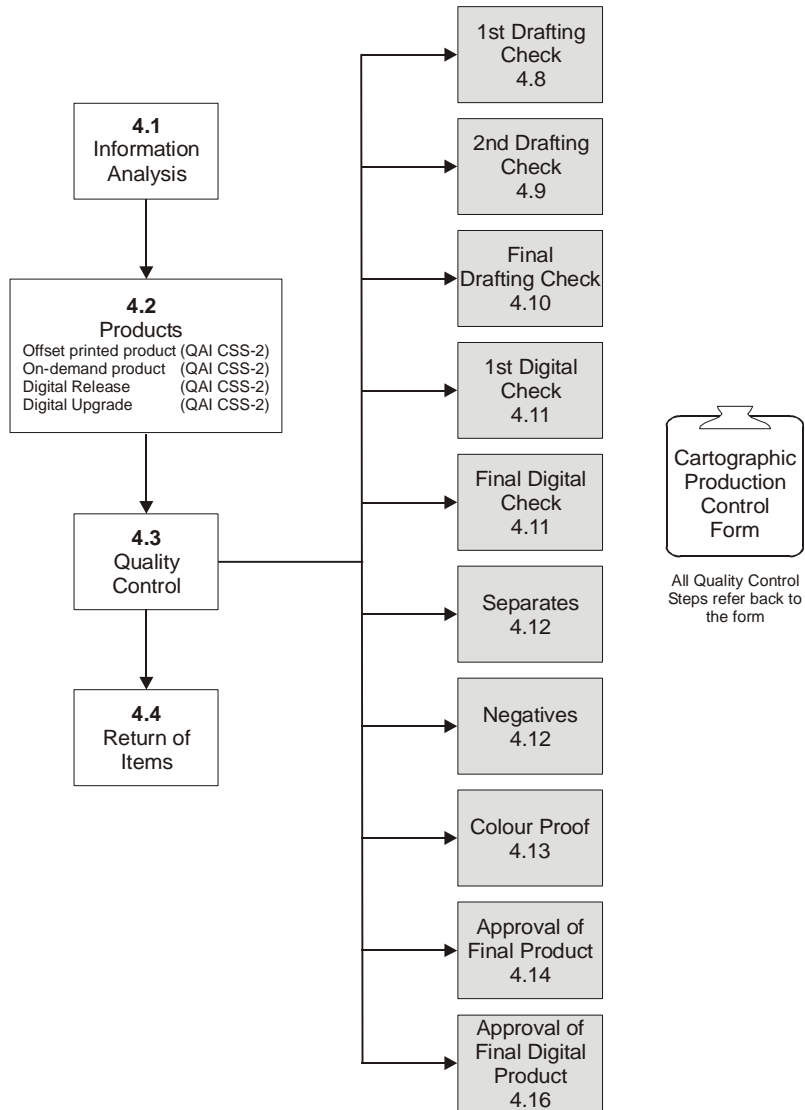 4.1
Information
Analysis
4.2
Products
Offset printed product (QAI CSS-2)
On-demand product (QAI CSS-2)
Digital Release (QAI CSS-2)
Digital Upgrade (QAI CSS-2)
4.3
Quality
Control
4.4
Return of
Items
1st Drafting
Check
4.8
2nd Drafting
Check
4.9
Final
Drafting Check
4.10
1st Digital
Check
4.11
Final Digital
Check
4.11
Separates
4.12
Negatives
4.12
Colour Proof
4.13
Approval of
Final Product
4.14
Approval of
Final Digital
Product
4.16
Cartographic
Production
Control
Form
All Quality Control
Steps refer back to
the form